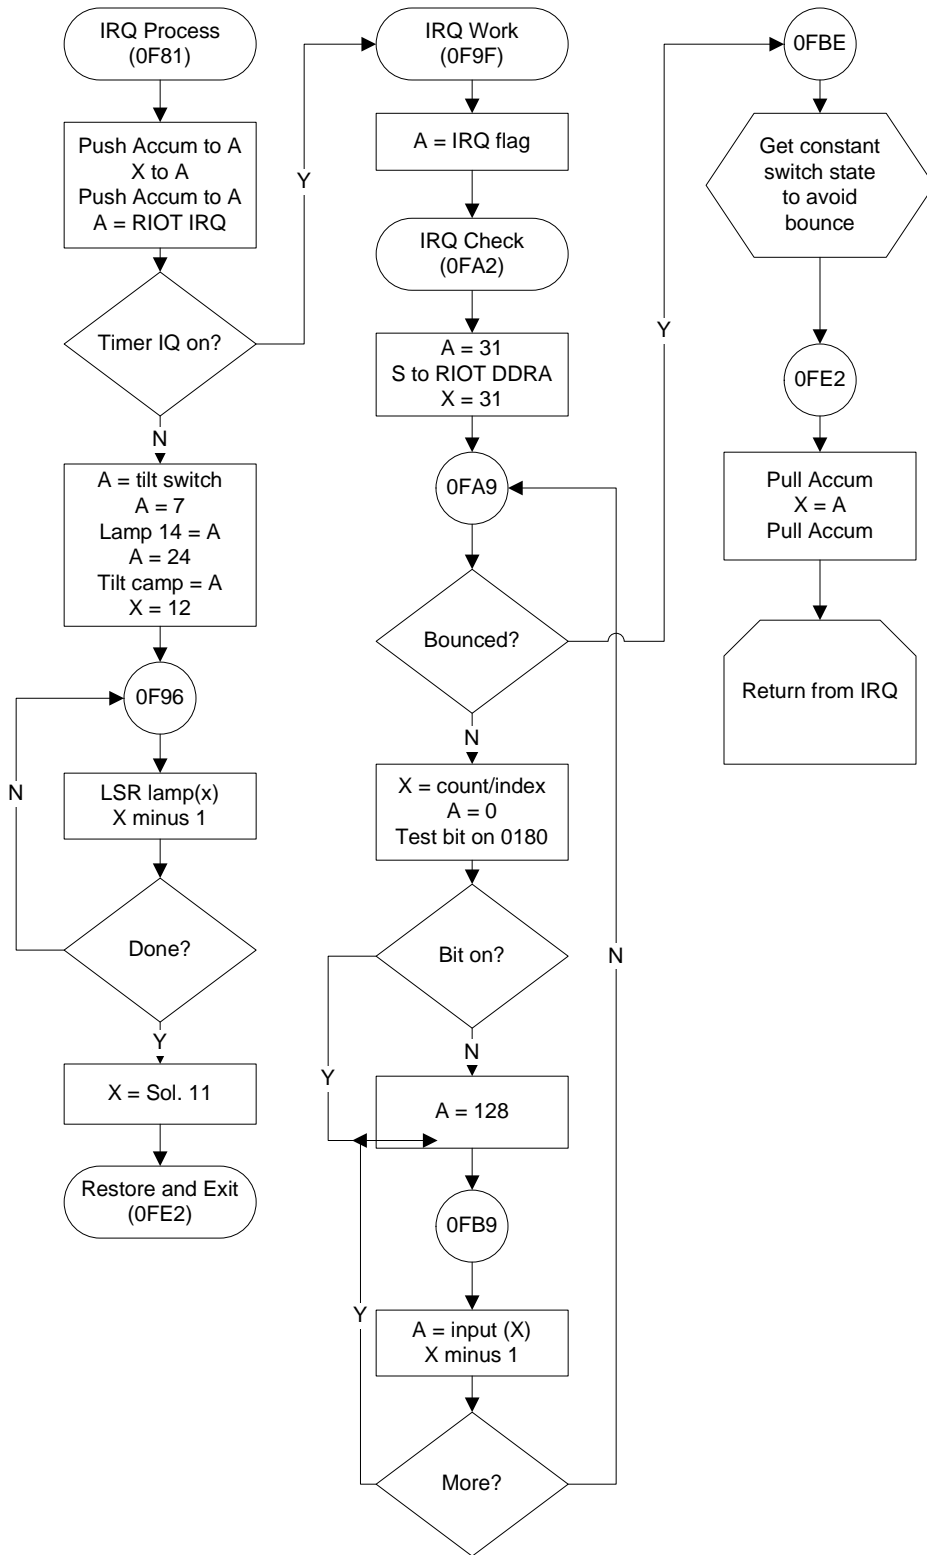 IRQ Process
(0F81)
Push Accum to A
X to A
Push Accum to A
A = RIOT IRQ
Timer IQ on?
Y
N
A = tilt switch
A = 7
Lamp 14 = A
A = 24
Tilt camp = A
X = 12
0F96
N
LSR lamp(x)
X minus 1
Done?
Y
X = Sol. 11
Restore and Exit
(0FE2)
IRQ Work
(0F9F)
A = IRQ flag
IRQ Check
(0FA2)
A = 31
S to RIOT DDRA
X = 31
0FA9
Bounced?
Y
N
X = count/index
A = 0
Test bit on 0180
Bit on?
N
Y
N
A = 128
0FB9
Y
A = input (X)
X minus 1
More?
0FBE
Get constant
switch state
to avoid
bounce
0FE2
Pull Accum
X = A
Pull Accum
Return from IRQ